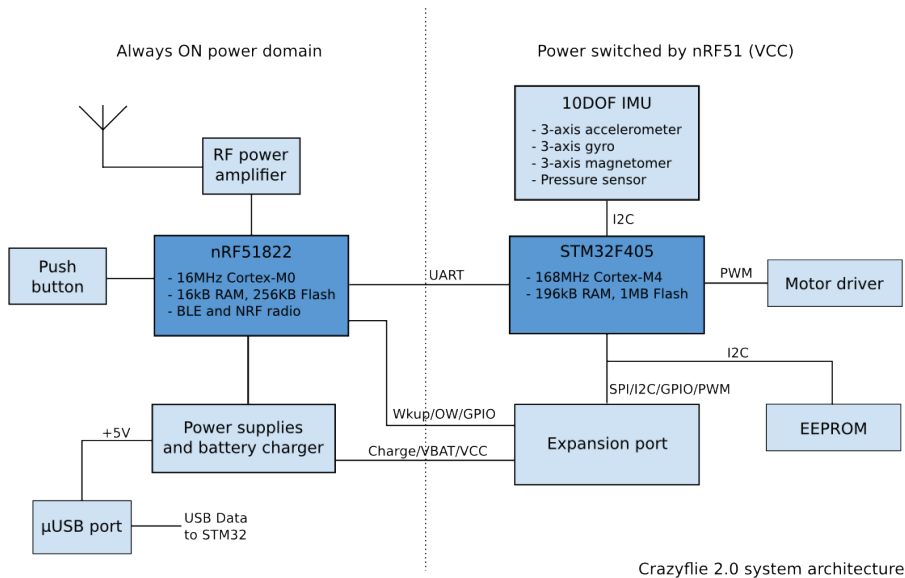 Always ON power domain
Power switched by nRF51 (VCC)
10DOF IMU
- 3-axis accelerometer
- 3-axis gyro
- 3-axis magnetomer
- Pressure sensor
RF power
amplifier
I2C
nRF51822
- 16MHz Cortex-M0
- 16kB RAM, 256KB Flash
- BLE and NRF radio
STM32F405
- 168MHz Cortex-M4
- 196kB RAM, 1MB Flash
Push
button
UART
PWM
Motor driver
I2C
SPI/I2C/GPIO/PWM
Wkup/OW/GPIO
Power supplies
and battery charger
+5V
Charge/VBAT/VCC
Expansion port
EEPROM
µUSB port
USB Data
to STM32
Crazyflie 2.0 system architecture